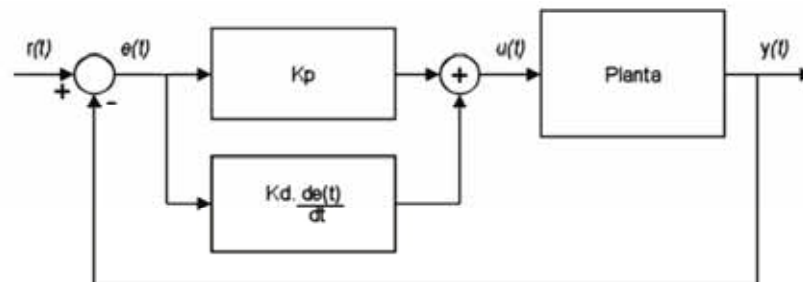 r(t)
e(t)
u(t)
y(t)
+
-
Kp
+
Planta
Kd. de(t)
dt